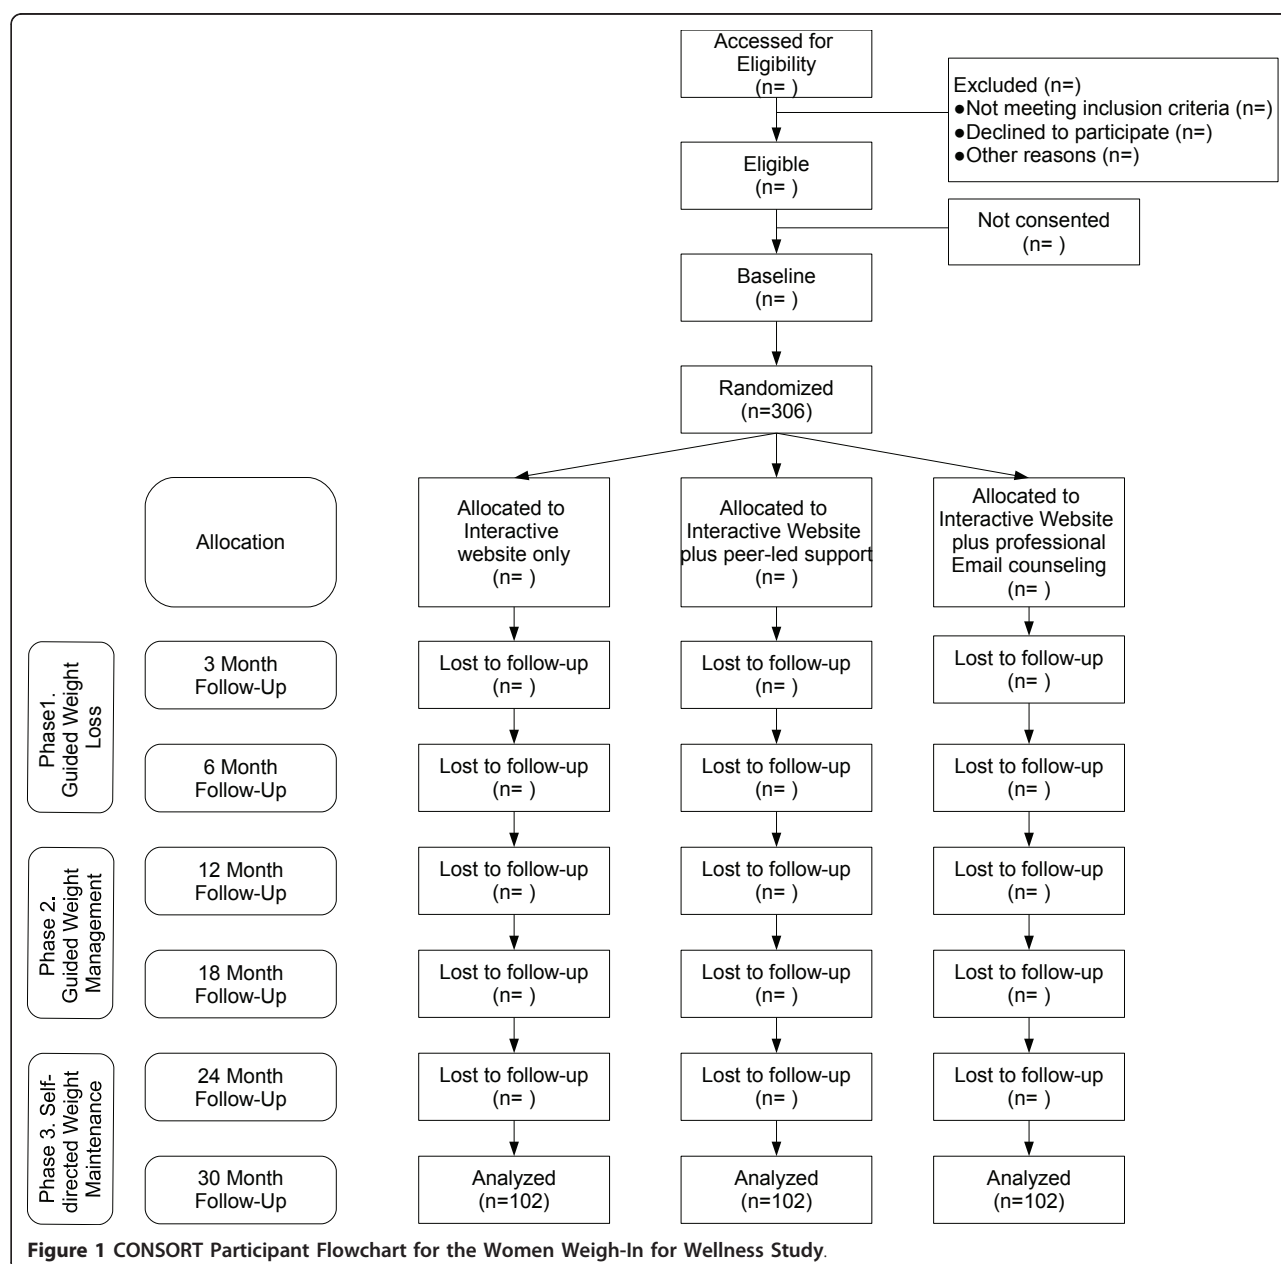 Accessed for
Eligibility
(n= )
Excluded (n=)
●Not meeting inclusion criteria (n=)
●Declined to participate (n=)
●Other reasons (n=)
Eligible
(n= )
Not consented
(n= )
Baseline
(n= )
Randomized
(n=306)
Allocation
Allocated to
Interactive
website only
(n= )
Allocated to
Interactive Website
plus peer-led support
(n= )
Allocated to
Interactive Website
plus professional
Email counseling
(n= )
Phase1.
Guided Weight
Loss
3 Month
Follow-Up
Lost to follow-up
(n= )
Lost to follow-up
(n= )
Lost to follow-up
(n= )
6 Month
Follow-Up
Lost to follow-up
(n= )
Lost to follow-up
(n= )
Lost to follow-up
(n= )
Phase 2.
Guided Weight
Management
12 Month
Follow-Up
Lost to follow-up
(n= )
Lost to follow-up
(n= )
Lost to follow-up
(n= )
18 Month
Follow-Up
Lost to follow-up
(n= )
Lost to follow-up
(n= )
Lost to follow-up
(n= )
Phase 3. Self-
directed Weight
Maintenance
24 Month
Follow-Up
Lost to follow-up
(n= )
Lost to follow-up
(n= )
Lost to follow-up
(n= )
30 Month
Follow-Up
Analyzed
(n=102)
Analyzed
(n=102)
Analyzed
(n=102)
Figure 1 CONSORT Participant Flowchart for the Women Weigh-In for Wellness Study.